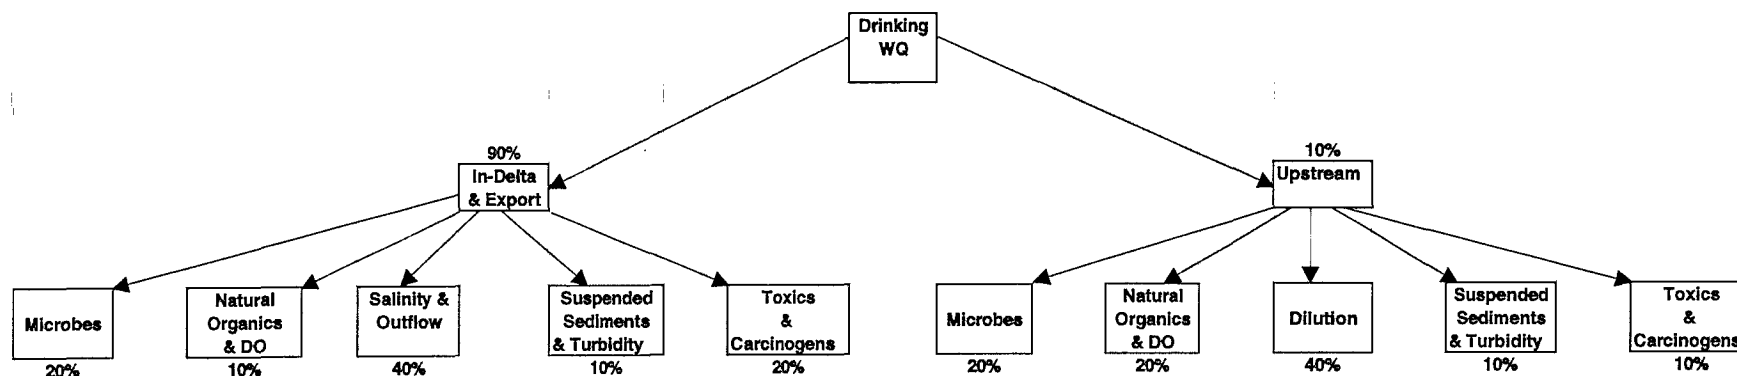 Drinking
WQ
90%
In-Delta
& Export
10%
Upstream
Microbes
20%
Natural
Organics
& DO
10%
Salinity &
Outflow
40%
Suspended
Sediments
& Turbidity
10%
Toxics
&
Carcinogens
20%
Microbes
20%
Natural
Organics
& DO
20%
Dilution
40%
Suspended
Sediments
& Turbidity
10%
Toxics
&
Carcinogens
10%